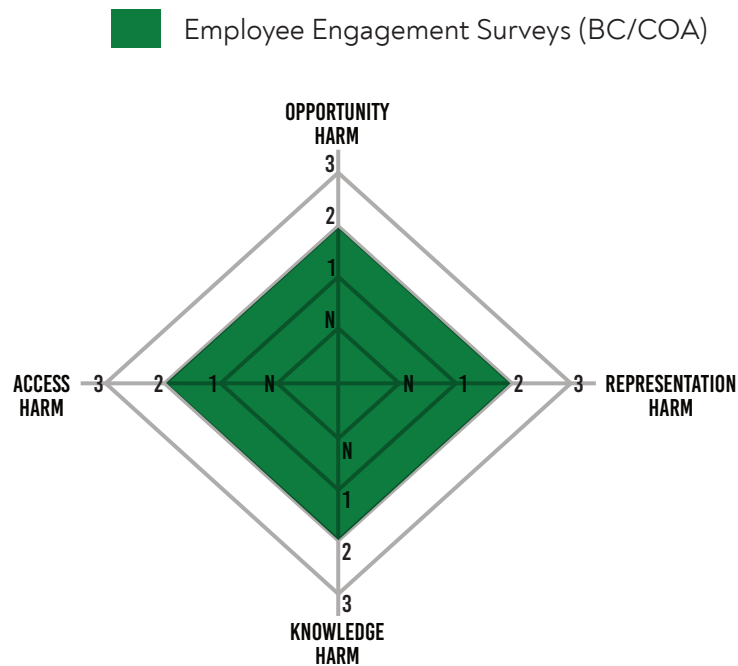 Employee Engagement Surveys (BC/COA)
OPPORTUNITY
HARM
3
2
1
N
ACCESS
HARM
3 2 1 N N 1 2 3
REPRESENTATION
HARM
N
1
2
3
KNOWLEDGE
HARM